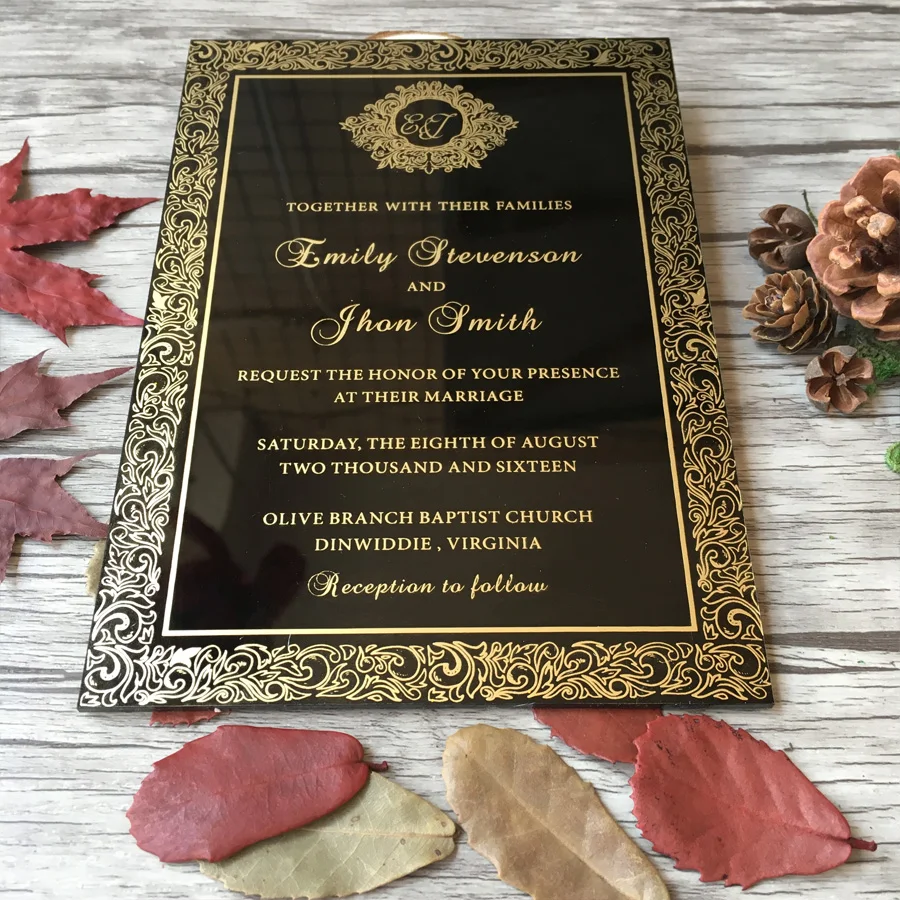 EJ
TOGETHER WITH THEIR FAMILIES
Emily Stevenson
AND
Jhon Smith
REQUEST THE HONOR OF YOUR PRESENCE
AT THEIR MARRIAGE
SATURDAY, THE EIGHTH OF AUGUST
TWO THOUSAND AND SIXTEEN
OLIVE BRANCH BAPTIST CHURCH
DINWIDDIE , VIRGINIA
Reception to follow